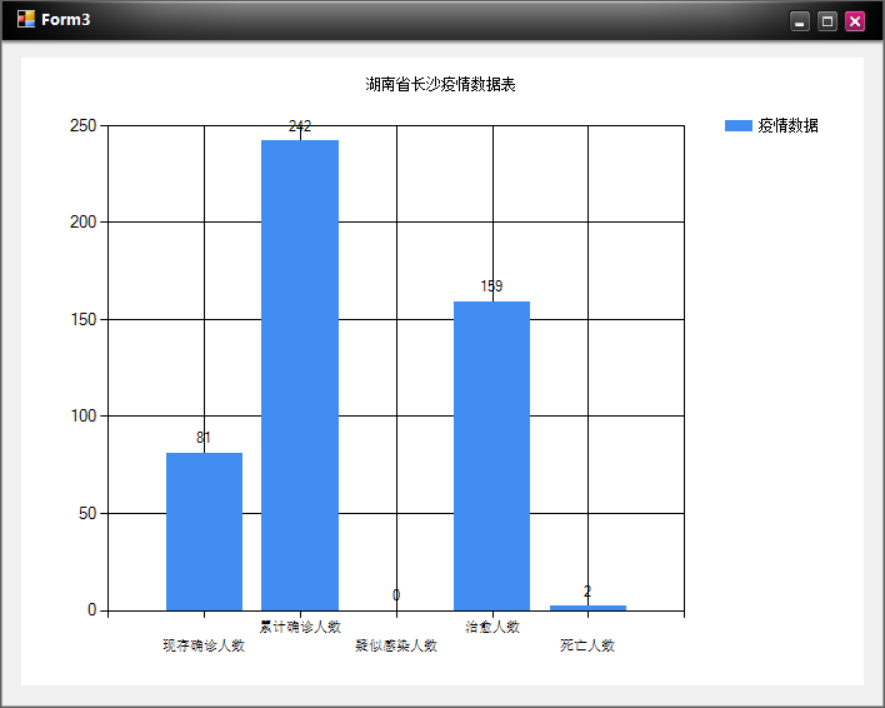 Form3
湖南省长沙疫情数据表
疫情数据
250
200
150
100
50
0
81
242
0
159
2
现存确诊人数
累计确诊人数
疑似感染人数
治愈人数
死亡人数